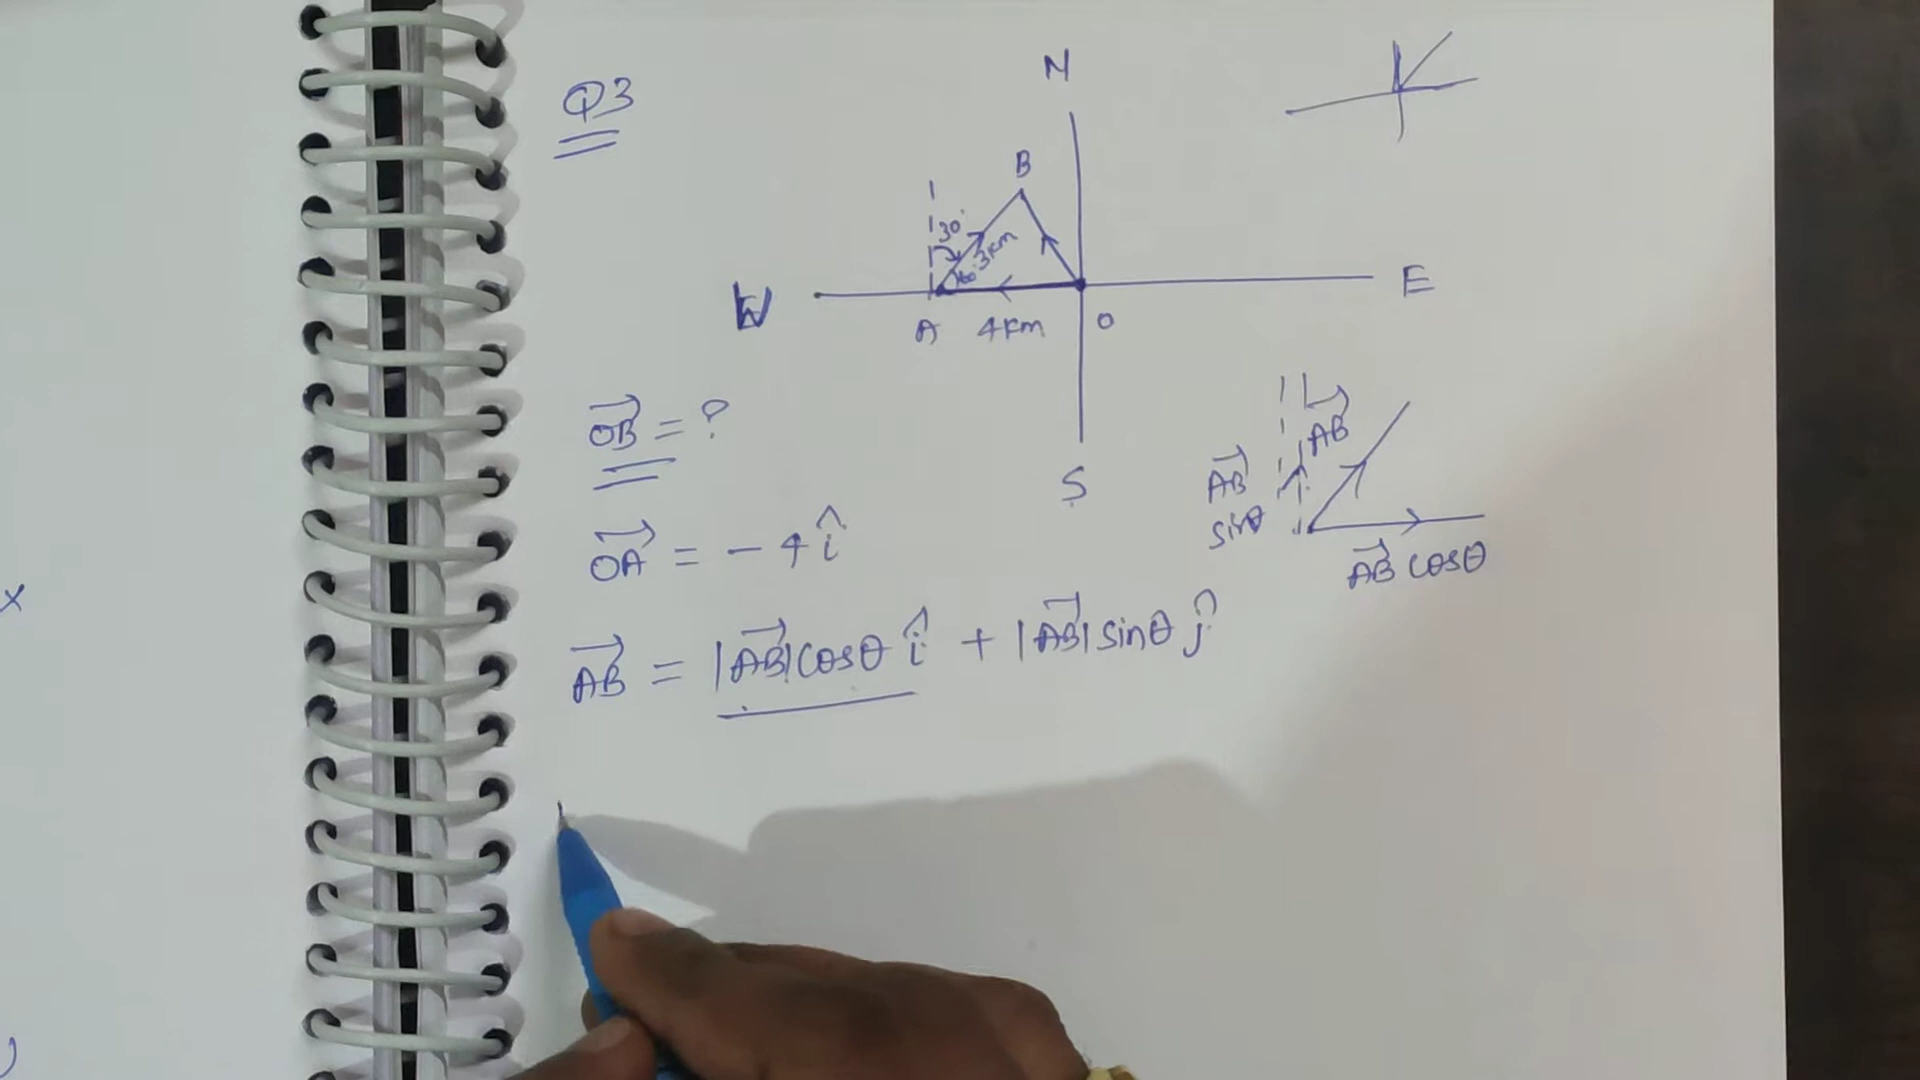 Q3
N
B
30°
3km
60°
W
E
A
4km
O
S
OB = ?
AB
AB
sinθ
AB cosθ
OA = - 4 î
AB = |AB|cosθ î + |AB|sinθ ĵ
x